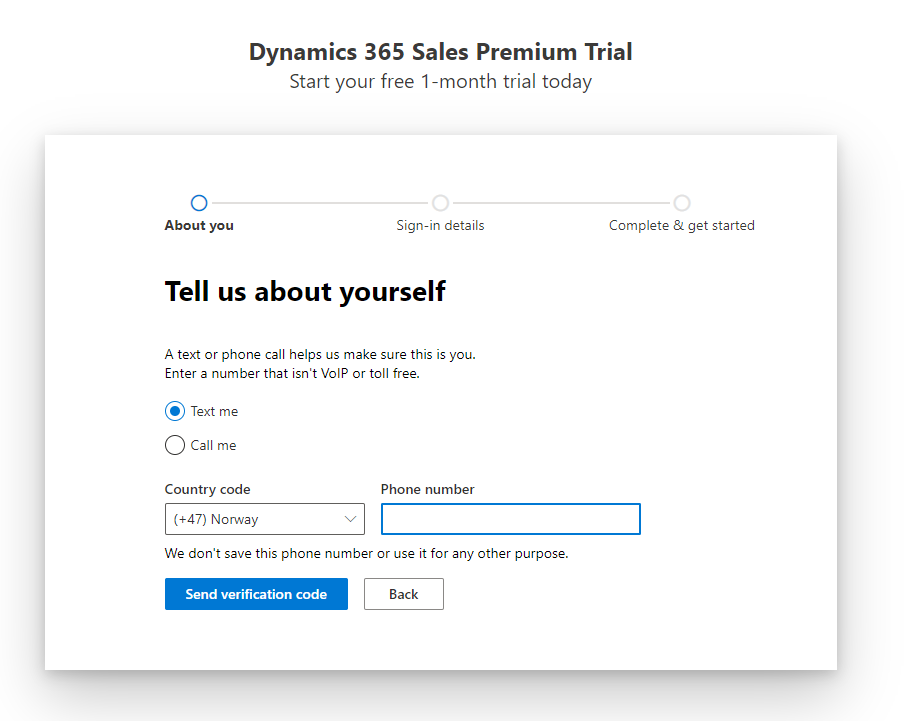 Dynamics 365 Sales Premium Trial
Start your free 1-month trial today
About you
Sign-in details
Complete & get started
Tell us about yourself
A text or phone call helps us make sure this is you.
Enter a number that isn't VoIP or toll free.
Text me
Call me
Country code
Phone number
(+47) Norway
We don't save this phone number or use it for any other purpose.
Send verification code
Back